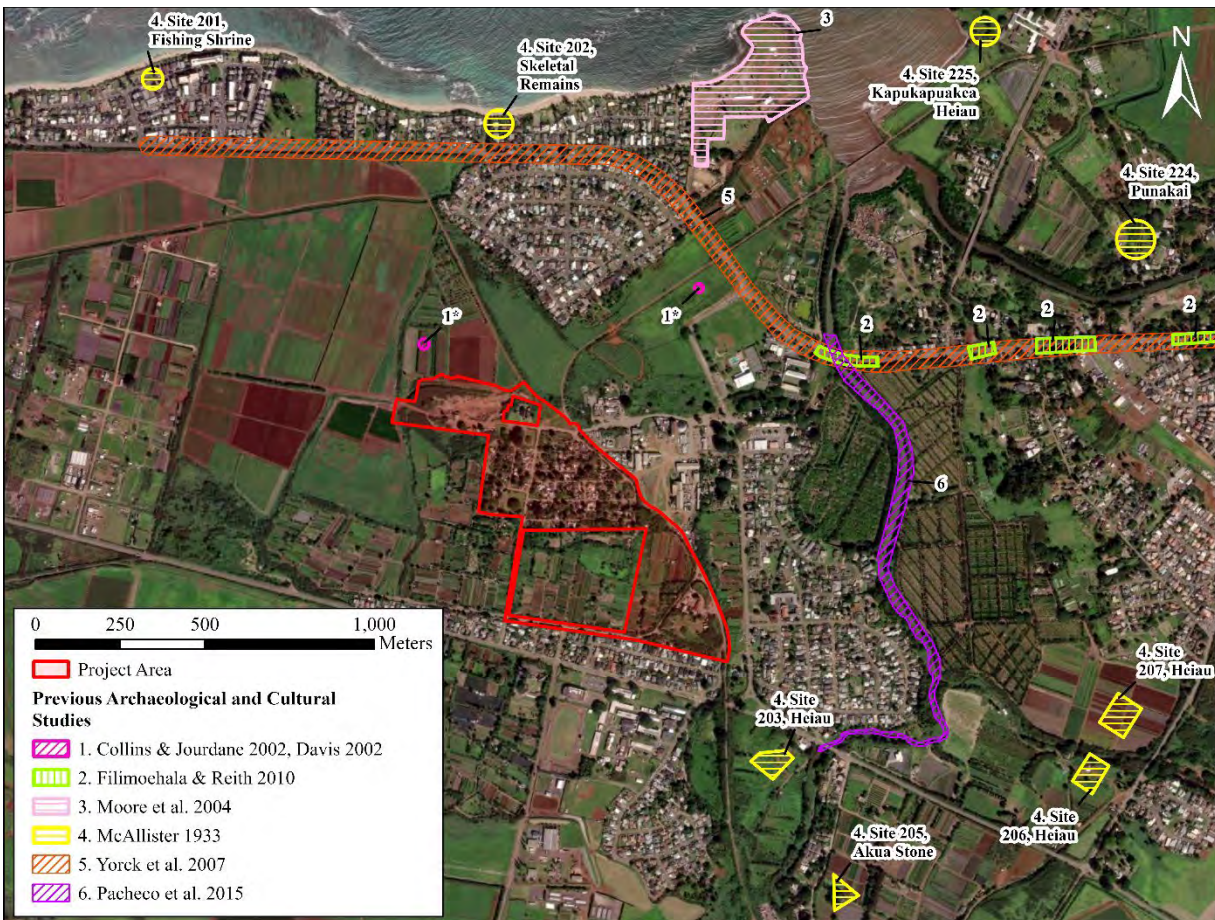 4. Site 201,
Fishing Shrine
4. Site 202,
Skeletal
Remains
3
4. Site 225,
Kapukapuakea
Heiau
N
4. Site 224,
Punakai
5
1*
1*
2
2
2
2
6
4. Site
207, Heiau
4. Site
203, Heiau
4. Site
206, Heiau
4. Site 205,
Akua Stone
0 250 500 1,000
Meters
Project Area
Previous Archaeological and Cultural
Studies
1. Collins & Jourdane 2002, Davis 2002
2. Filimoehala & Reith 2010
3. Moore et al. 2004
4. McAllister 1933
5. Yorck et al. 2007
6. Pacheco et al. 2015